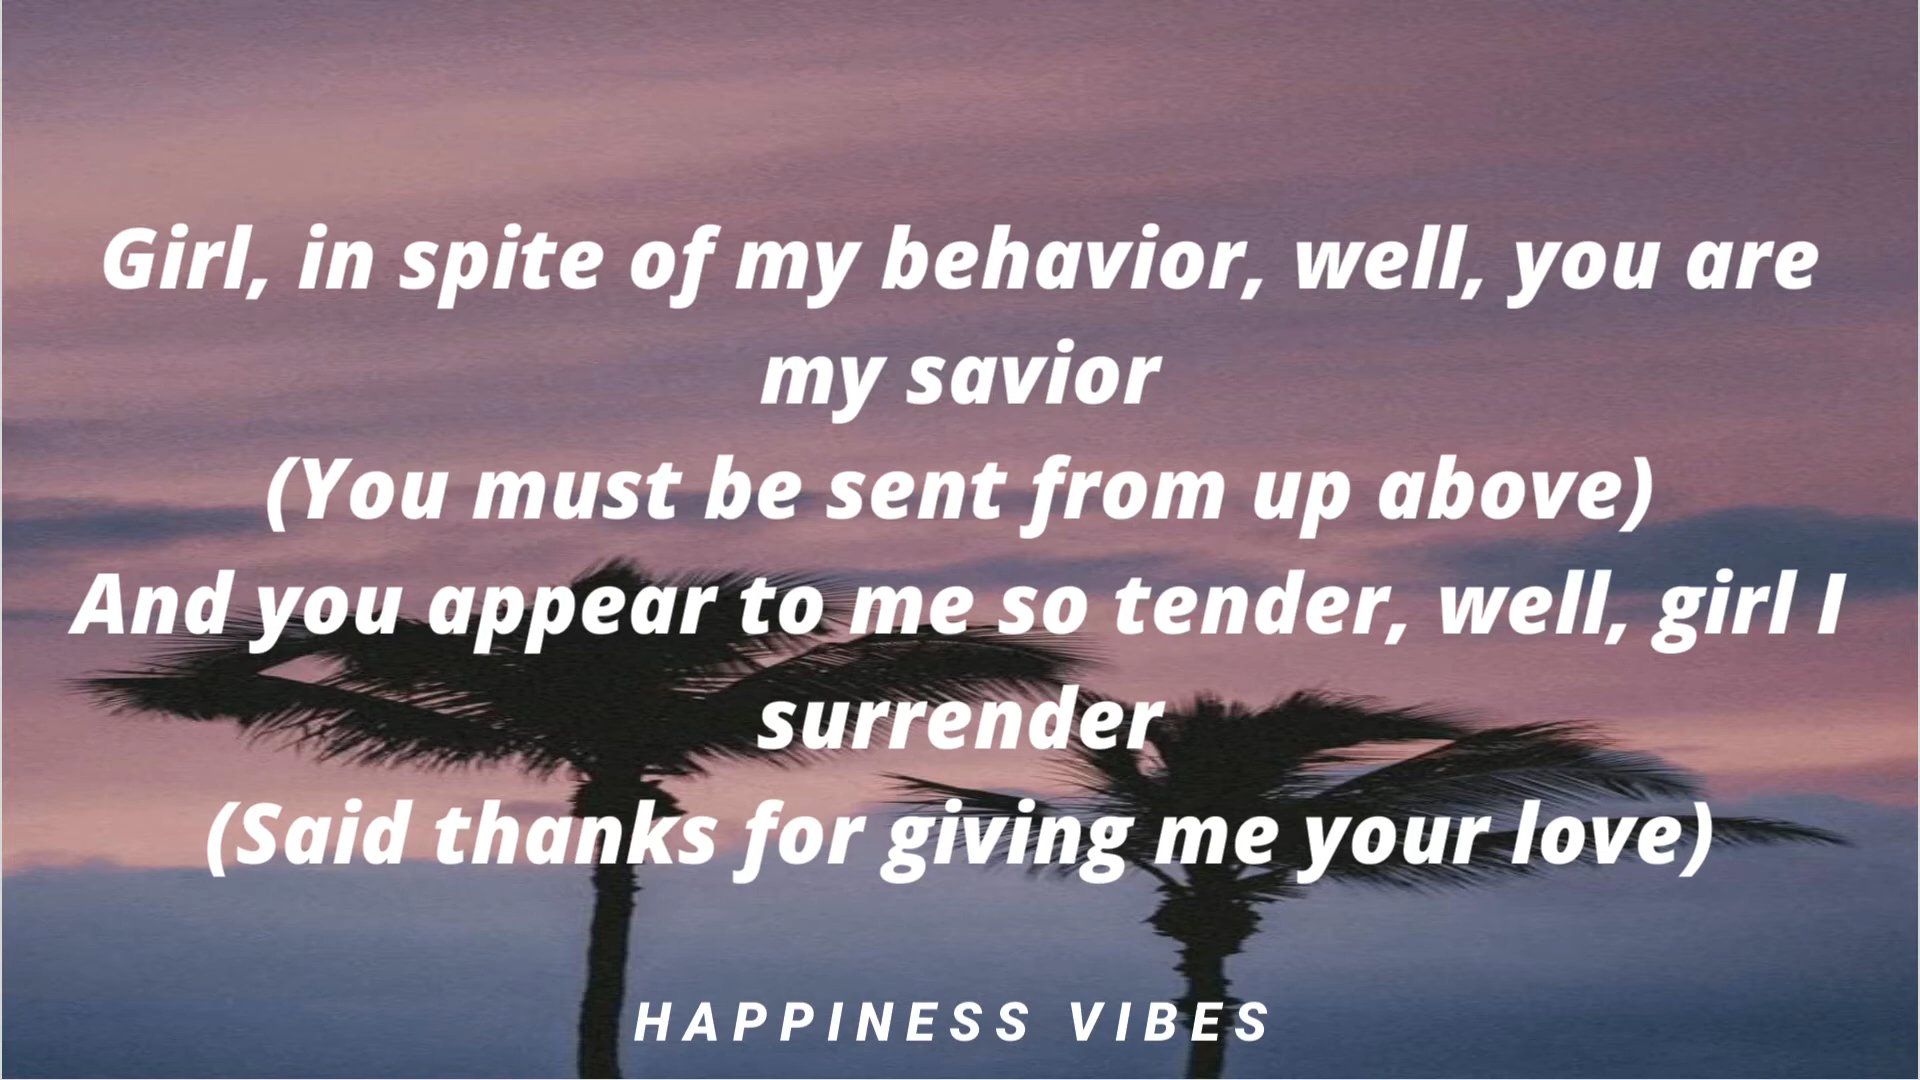 Girl, in spite of my behavior, well, you are
my savior
(You must be sent from up above)
And you appear to me so tender, well, girl I
surrender
(Said thanks for giving me your love)
HAPPINESS VIBES